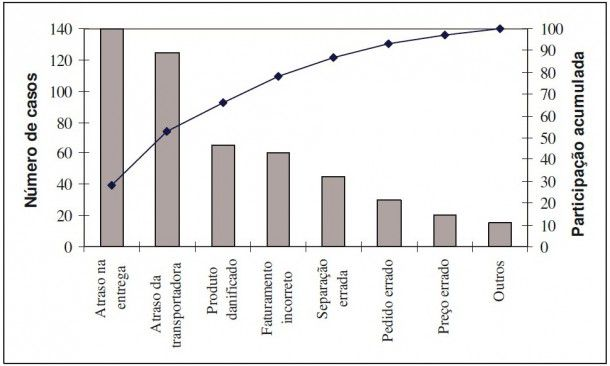 Número de casos
140
120
100
80
60
40
20
0
100
90
80
70
60
50
40
30
20
10
0
Participação acumulada
Atraso na
entrega
Atraso da
transportadora
Produto
danificado
Faturamento
incorreto
Separação
errada
Pedido errado
Preço errado
Outros